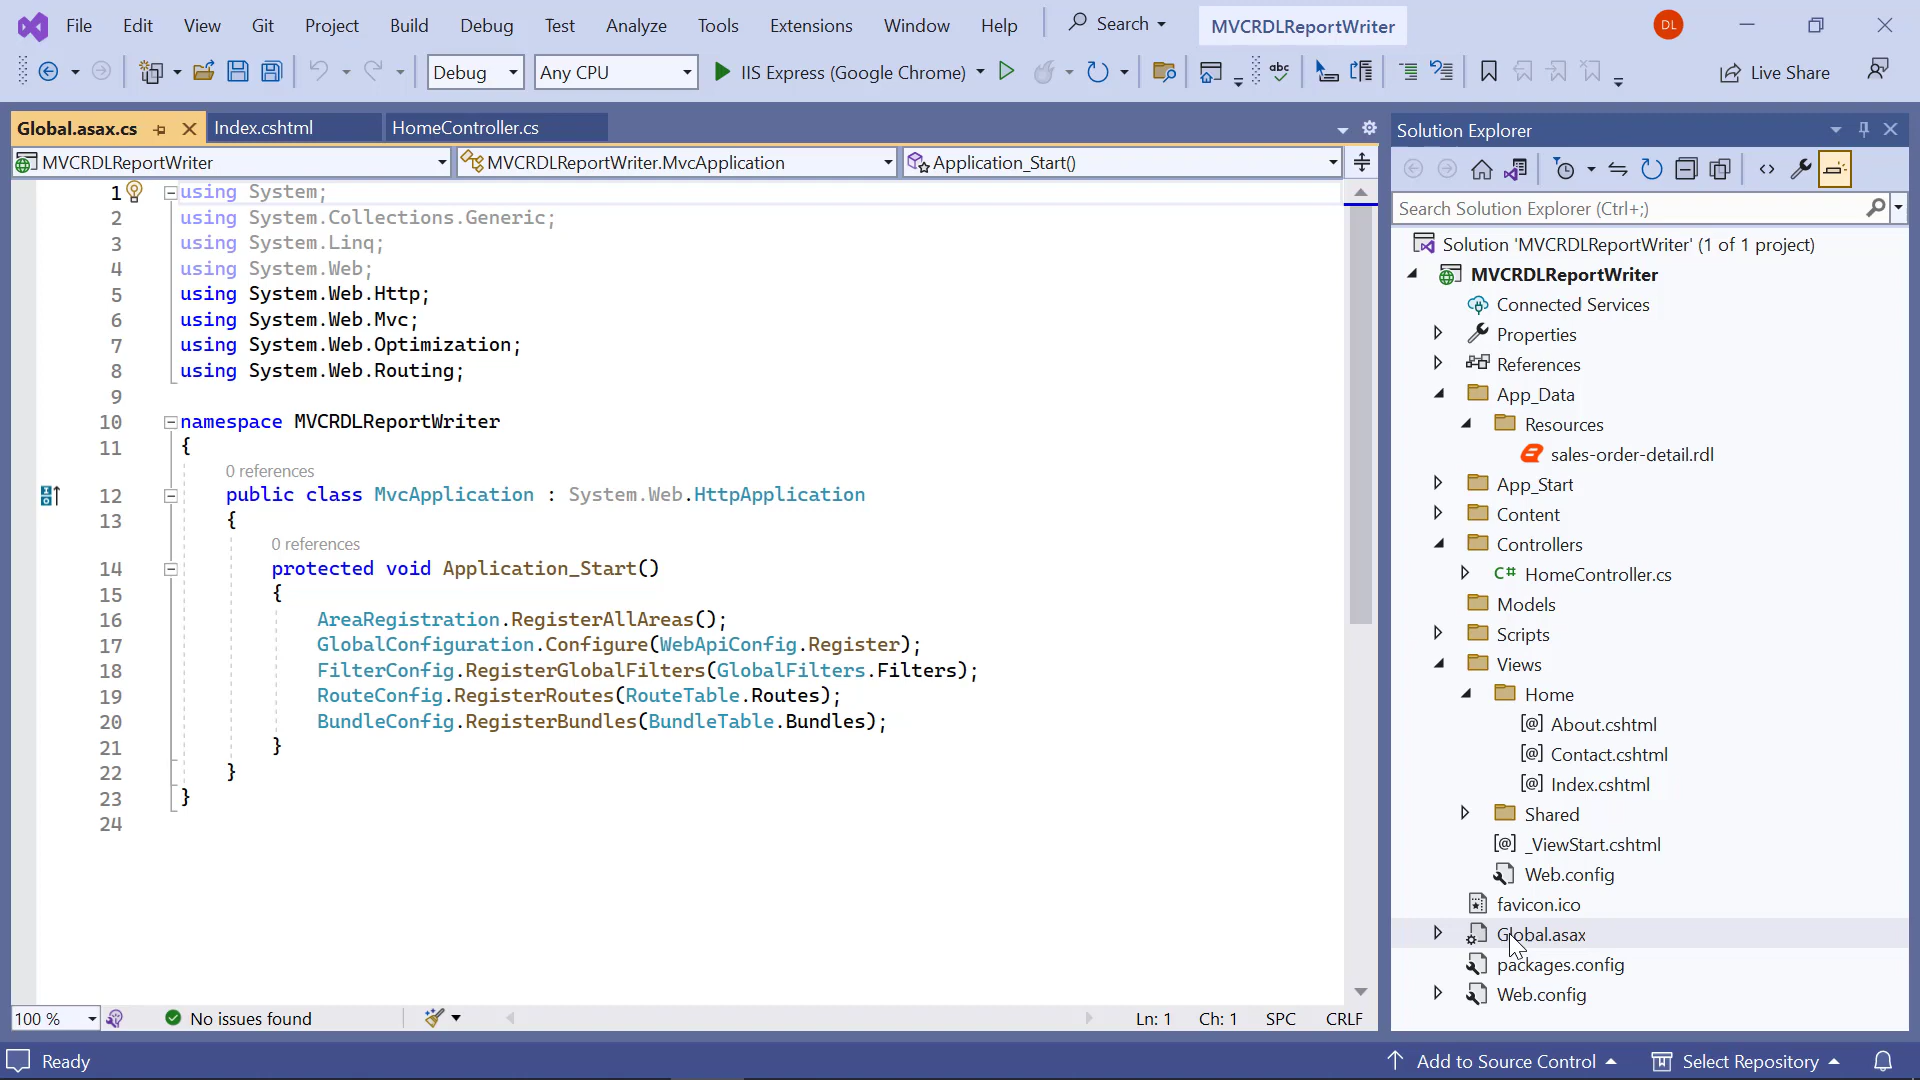 File Edit View Git Project Build Debug Test Analyze Tools Extensions Window Help Search MVCRDLReportWriter DL
Debug Any CPU IIS Express (Google Chrome) abc Live Share
Global.asax.cs Index.cshtml HomeController.cs
MVCRDLReportWriter MVCRDLReportWriter.MvcApplication Application_Start()
1 using System;
2 using System.Collections.Generic;
3 using System.Linq;
4 using System.Web;
5 using System.Web.Http;
6 using System.Web.Mvc;
7 using System.Web.Optimization;
8 using System.Web.Routing;
9
10 namespace MVCRDLReportWriter
11 {
0 references
12 public class MvcApplication : System.Web.HttpApplication
13 {
0 references
14 protected void Application_Start()
15 {
16 AreaRegistration.RegisterAllAreas();
17 GlobalConfiguration.Configure(WebApiConfig.Register);
18 FilterConfig.RegisterGlobalFilters(GlobalFilters.Filters);
19 RouteConfig.RegisterRoutes(RouteTable.Routes);
20 BundleConfig.RegisterBundles(BundleTable.Bundles);
21 }
22 }
23 }
24
100 % No issues found Ln: 1 Ch: 1 SPC CRLF
Solution Explorer
Search Solution Explorer (Ctrl+;)
Solution 'MVCRDLReportWriter' (1 of 1 project)
MVCRDLReportWriter
Connected Services
Properties
References
App_Data
Resources
sales-order-detail.rdl
App_Start
Content
Controllers
C# HomeController.cs
Models
Scripts
Views
Home
[@] About.cshtml
[@] Contact.cshtml
[@] Index.cshtml
Shared
[@] _ViewStart.cshtml
Web.config
favicon.ico
Global.asax
packages.config
Web.config
Ready Add to Source Control Select Repository